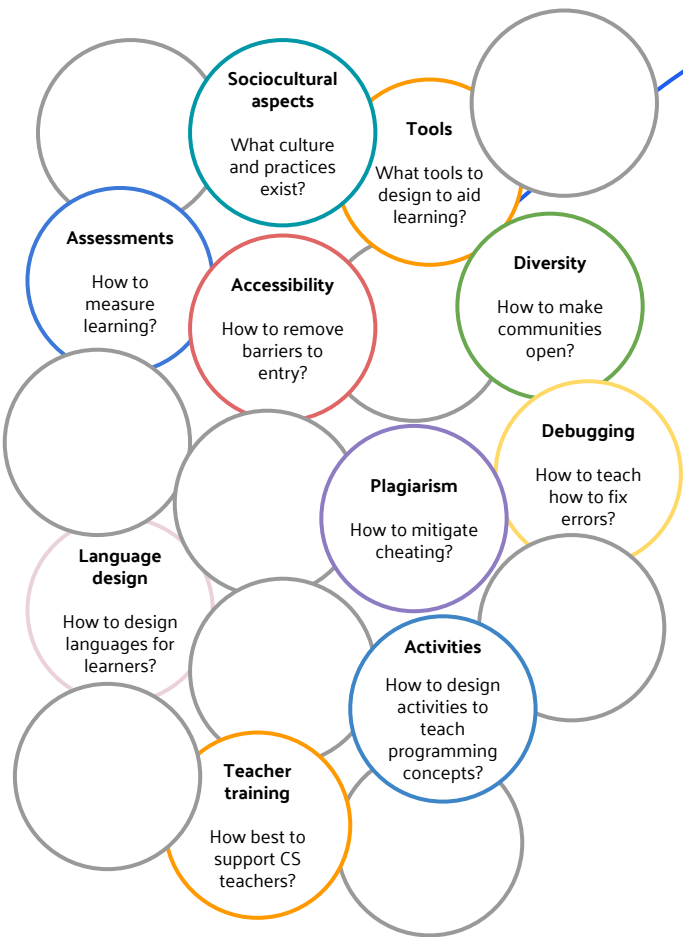 Sociocultural
aspects
What culture
and practices
exist?
Tools
What tools to
design to aid
learning?
Assessments
How to
measure
learning?
Accessibility
How to remove
barriers to
entry?
Diversity
How to make
communities
open?
Debugging
How to teach
how to fix
errors?
Plagiarism
How to mitigate
cheating?
Language
design
How to design
languages for
learners?
Activities
How to design
activities to
teach
programming
concepts?
Teacher
training
How best to
support CS
teachers?